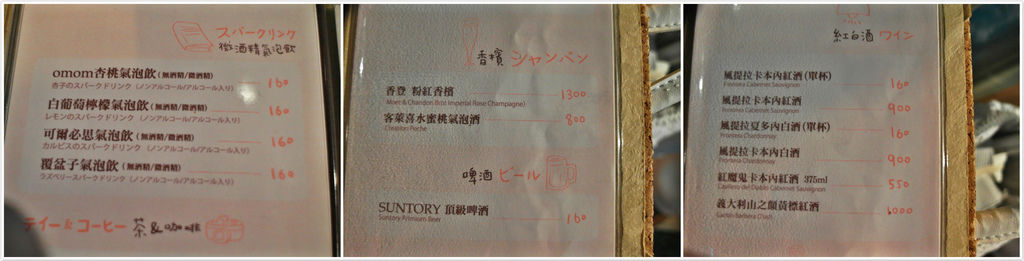 スパークリンク
微酒精氣泡飲
omom杏桃氣泡飲(無酒精/微酒精) 160
杏子のスパークドリンク (ノンアルコール/アルコール入り)
白葡萄檸檬氣泡飲(無酒精/微酒精) 160
レモンのスパークドリンク (ノンアルコール/アルコール入り)
可爾必思氣泡飲(無酒精/微酒精) 160
カルピスのスパークドリンク (ノンアルコール/アルコール入り)
覆盆子氣泡飲(無酒精/微酒精) 160
ラズベリースパークドリンク (ノンアルコール/アルコール入り)
ティー&コーヒー 茶&咖啡
香檳 シャンパン
香登 粉紅香檳 1300
Moet & Chandon Brut Imperial Rose Champagne)
客萊喜水蜜桃氣泡酒 800
Creation Peche
啤酒 ビール
SUNTORY 頂級啤酒 160
Suntory Primium Beer
紅白酒 ワイン
風提拉卡本內紅酒(單杯) 160
Fronsera Cabernet Sauvignon
風提拉卡本內紅酒 900
Fronsera Cabernet Sauvignon
風提拉夏多內白酒(單杯) 160
Frontera Chardonnay
風提拉卡本內白酒 900
Frontera Chardonnay
紅魔鬼卡本內紅酒 375ml 550
Casillero del Diablo Cabernet Sauvignon
義大利山之顛黃標紅酒 1000